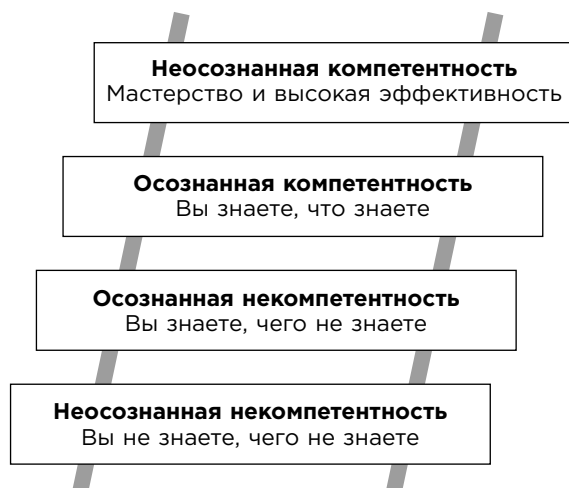 Неосознанная компетентность
Мастерство и высокая эффективность
Осознанная компетентность
Вы знаете, что знаете
Осознанная некомпетентность
Вы знаете, чего не знаете
Неосознанная некомпетентность
Вы не знаете, чего не знаете